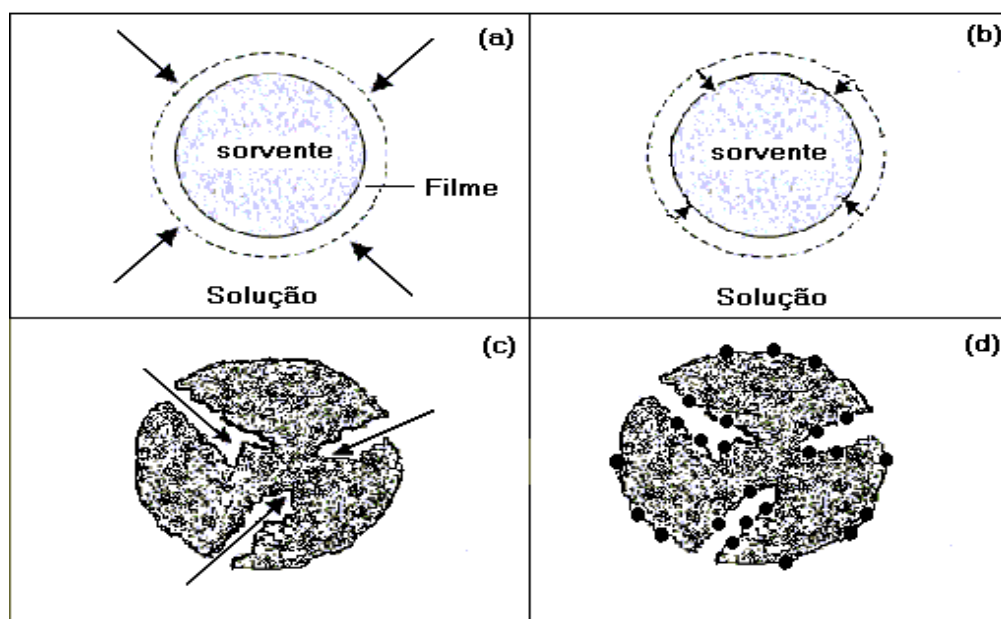 (a)
sorvente
Filme
Solução
(b)
sorvente
Solução
(c)
(d)